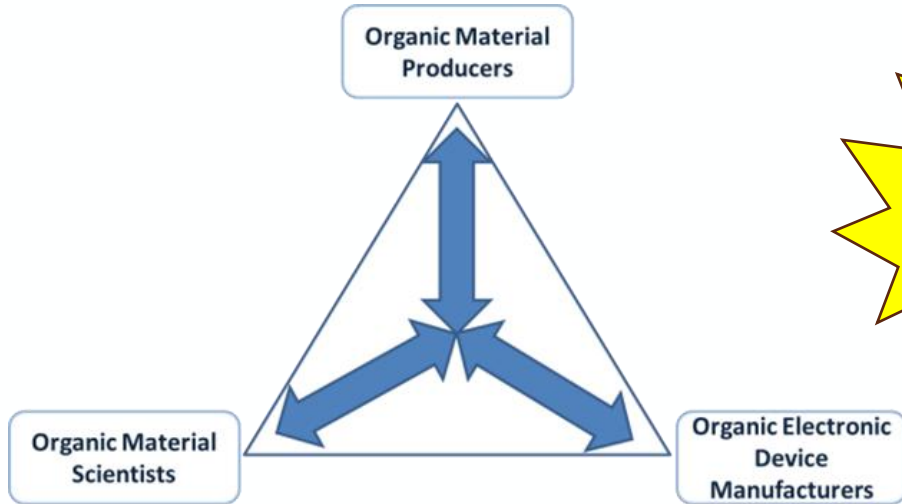 Organic Material
Producers
Organic Material
Scientists
Organic Electronic
Device
Manufacturers